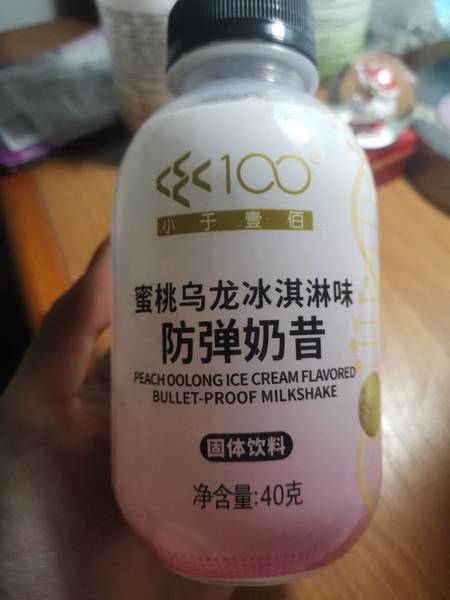 100
小于壹佰
蜜桃乌龙冰淇淋味
防弹奶昔
PEACH OOLONG ICE CREAM FLAVORED
BULLET-PROOF MILKSHAKE
固体饮料
净含量:40克